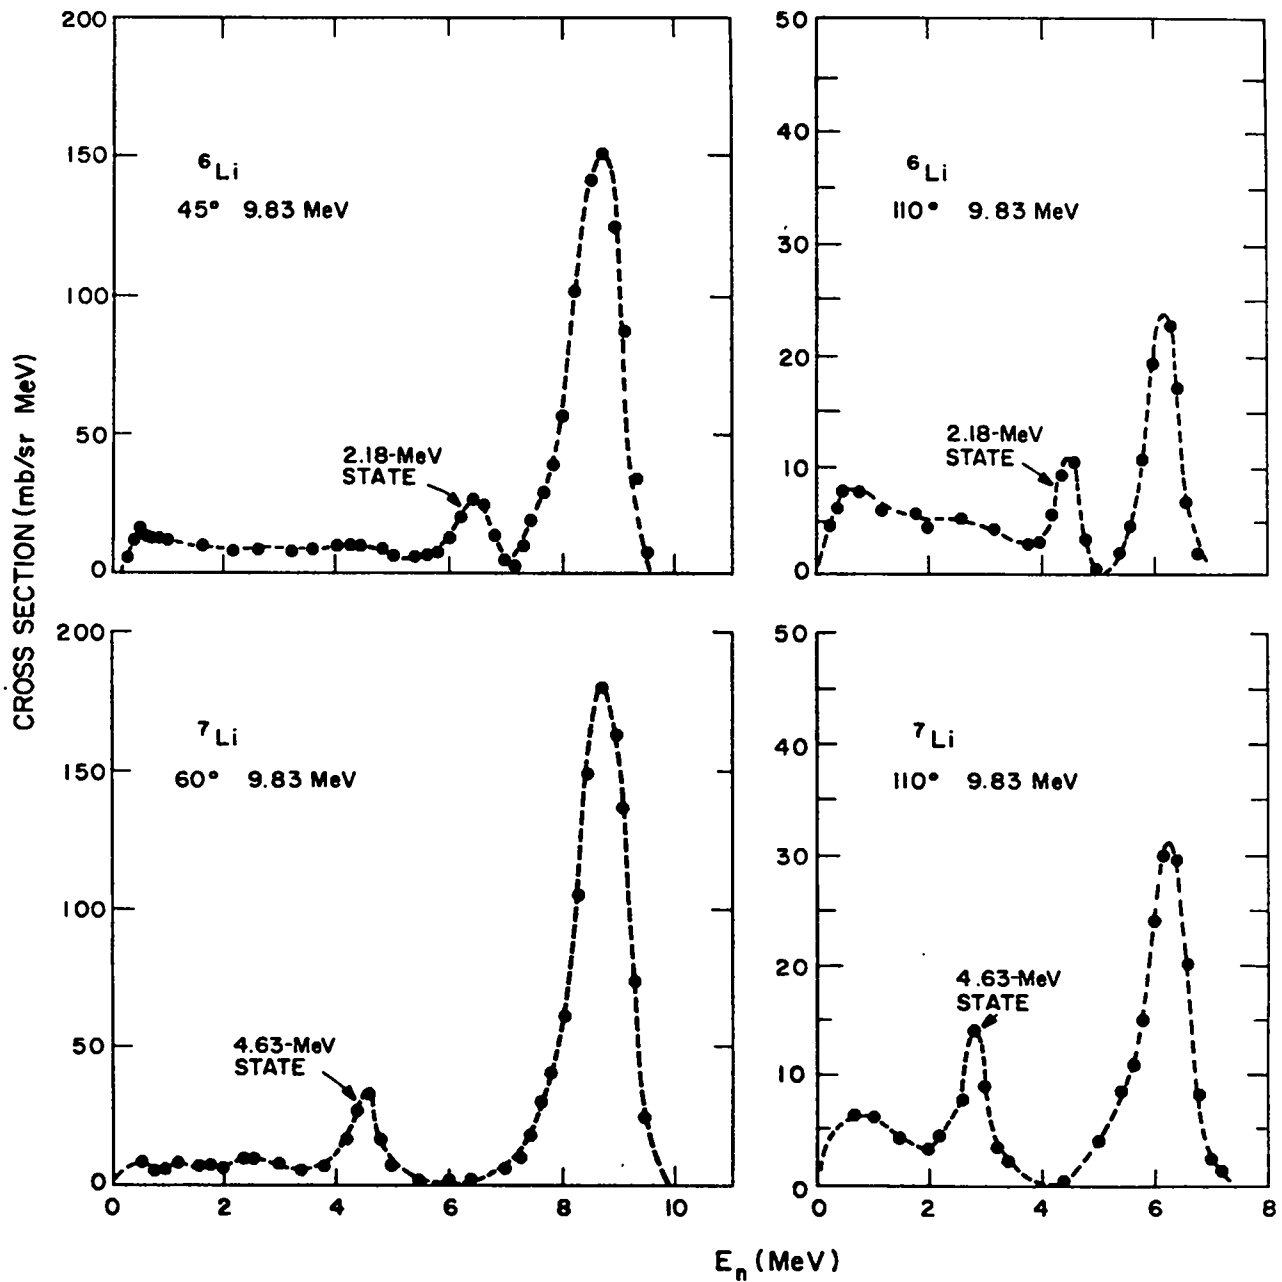 CROSS SECTION (mb/sr MeV)
200
150
100
50
0
⁶Li
45° 9.83 MeV
2.18-MeV
STATE
50
40
30
20
10
0
⁶Li
110° 9.83 MeV
2.18-MeV
STATE
200
150
100
50
0
⁷Li
60° 9.83 MeV
4.63-MeV
STATE
0 2 4 6 8 10
50
40
30
20
10
0
⁷Li
110° 9.83 MeV
4.63-MeV
STATE
0 2 4 6 8
Eₙ (MeV)